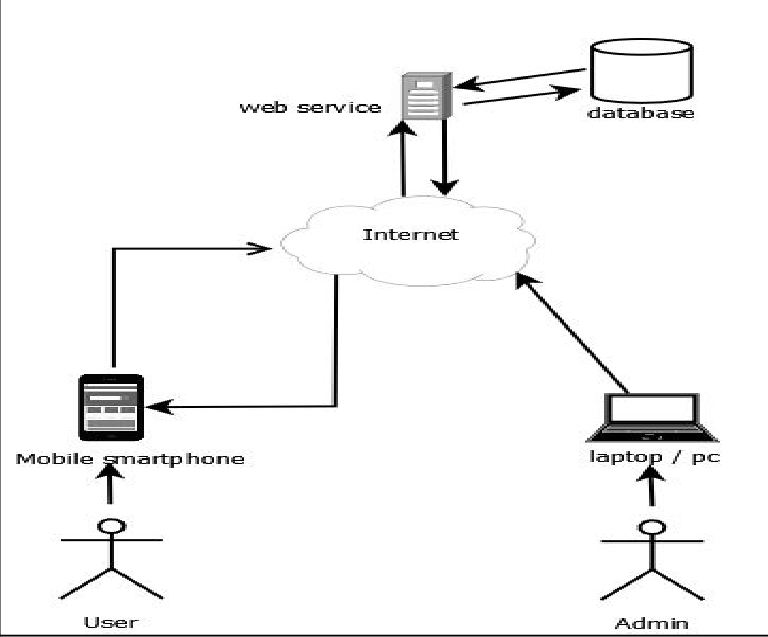 database
web service
Internet
Mobile smartphone
laptop / pc
User
Admin